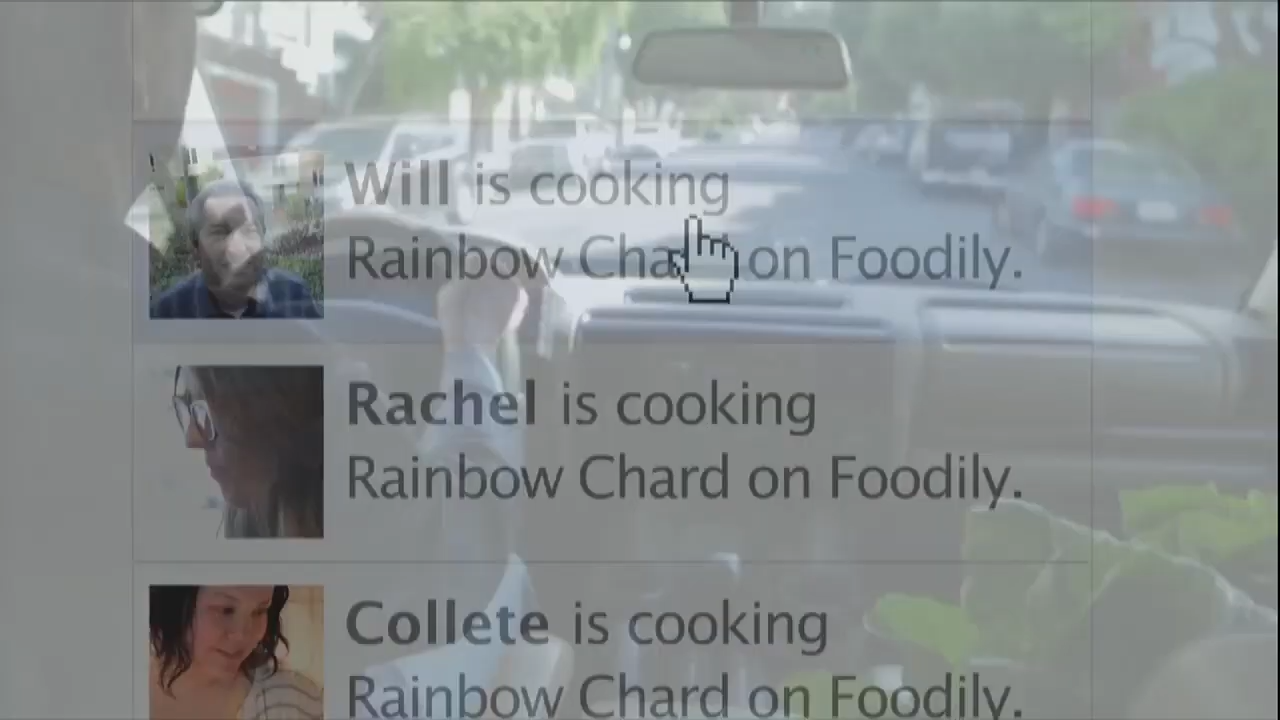 Will is cooking
Rainbow Chard on Foodily.
Rachel is cooking
Rainbow Chard on Foodily.
Collete is cooking
Rainbow Chard on Foodily.